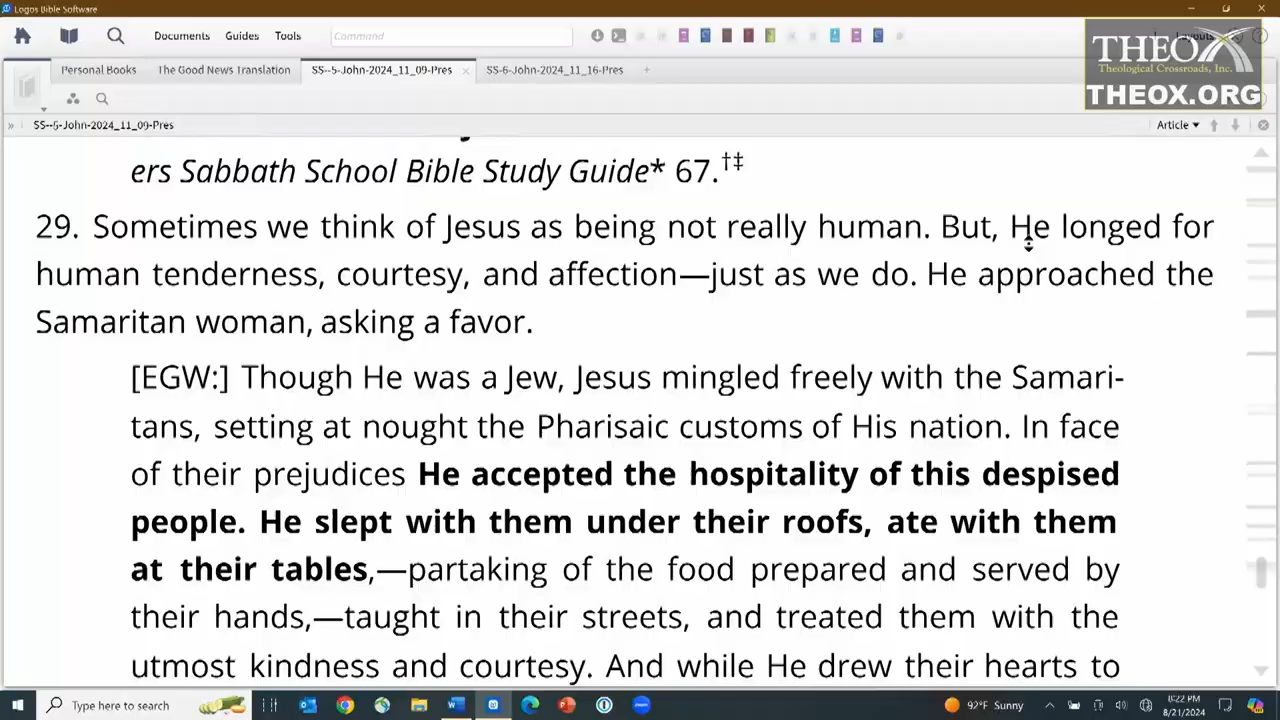 Logos Bible Software
Documents Guides Tools Command
THEOX
Theological Crossroads, Inc.
THEOX.ORG
Personal Books The Good News Translation SS--5-John-2024_11_09-Pres SS-6-John-2024_11_16-Pres
SS--5-John-2024_11_09-Pres Article
ers Sabbath School Bible Study Guide* 67.†‡
29. Sometimes we think of Jesus as being not really human. But, He longed for
human tenderness, courtesy, and affection—just as we do. He approached the
Samaritan woman, asking a favor.
[EGW:] Though He was a Jew, Jesus mingled freely with the Samari-
tans, setting at nought the Pharisaic customs of His nation. In face
of their prejudices He accepted the hospitality of this despised
people. He slept with them under their roofs, ate with them
at their tables,—partaking of the food prepared and served by
their hands,—taught in their streets, and treated them with the
utmost kindness and courtesy. And while He drew their hearts to
Type here to search
92°F Sunny
8:22 PM
8/21/2024